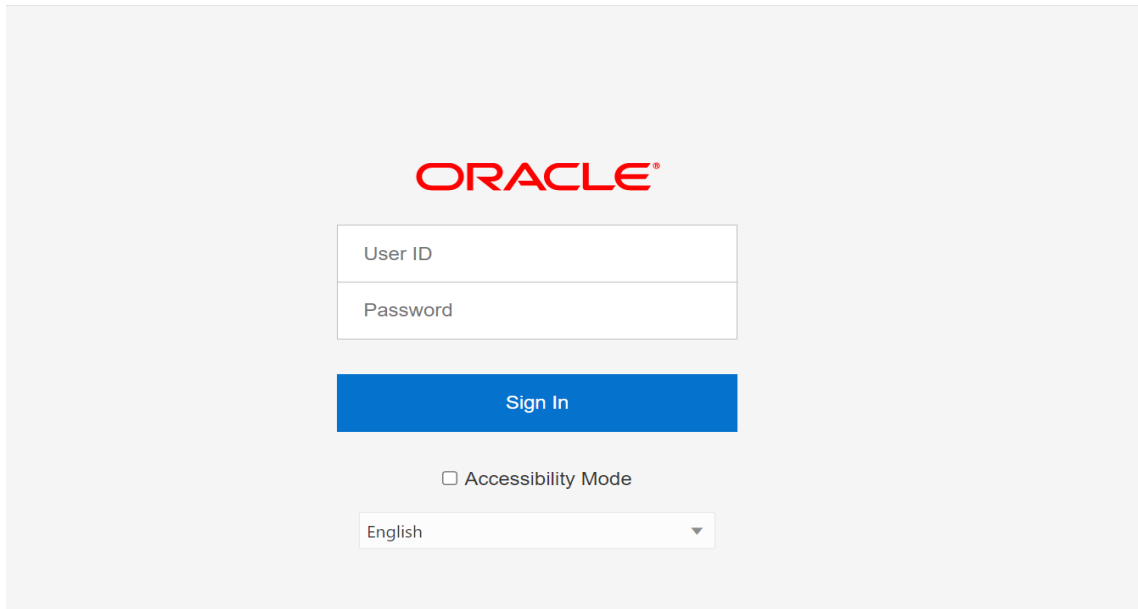 ORACLE®
User ID
Password
Sign In
Accessibility Mode
English